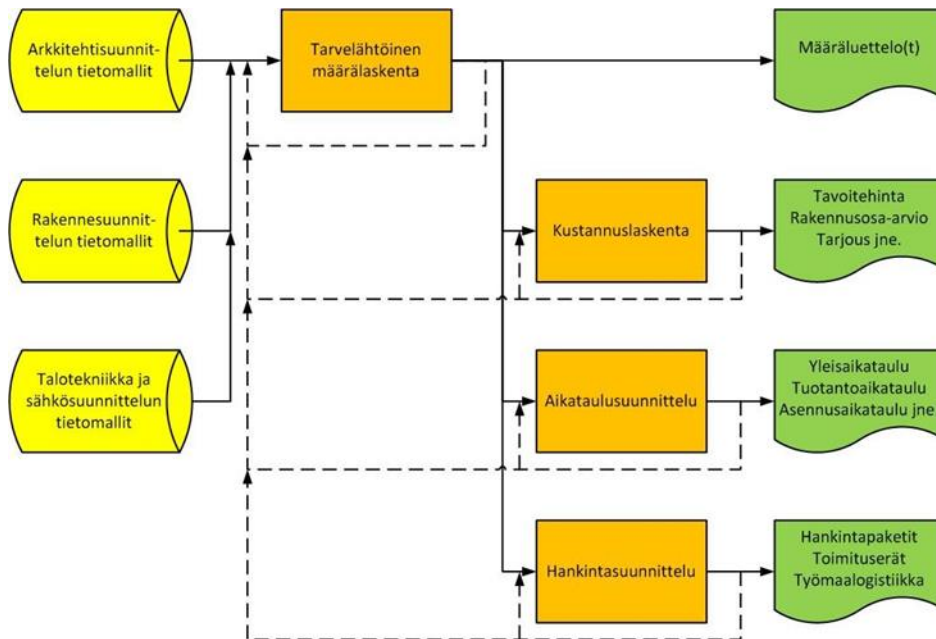 Arkkitehtisuunnit-
telun tietomallit
Tarvelähtöinen
määrälaskenta
Määräluettelo(t)
Rakennesuunnit-
telun tietomallit
Kustannuslaskenta
Tavoitehinta
Rakennusosa-arvio
Tarjous jne.
Talotekniikka ja
sähkösuunnittelun
tietomallit
Aikataulusuunnittelu
Yleisaikataulu
Tuotantoaikataulu
Asennusaikataulu jne
Hankintasuunnittelu
Hankintapaketit
Toimituserät
Työmaalogistiikka